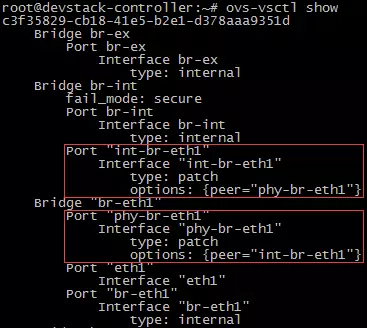 root@devstack-controller:~# ovs-vsctl show
c3f35829-cb18-41e5-b2e1-d378aaa9351d
Bridge br-ex
Port br-ex
Interface br-ex
type: internal
Bridge br-int
fail_mode: secure
Port br-int
Interface br-int
type: internal
Port "int-br-eth1"
Interface "int-br-eth1"
type: patch
options: {peer="phy-br-eth1"}
Bridge "br-eth1"
Port "phy-br-eth1"
Interface "phy-br-eth1"
type: patch
options: {peer="int-br-eth1"}
Port "eth1"
Interface "eth1"
Port "br-eth1"
Interface "br-eth1"
type: internal